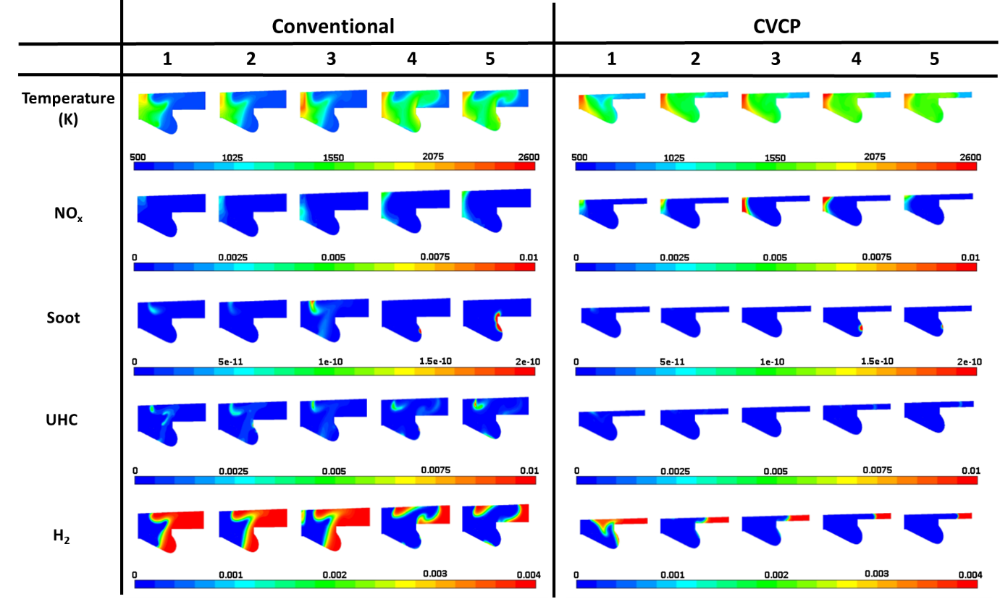 Conventional CVCP
1 2 3 4 5 1 2 3 4 5
Temperature
(K)
500 1025 1550 2075 2600 500 1025 1550 2075 2600
NOx
0 0.0025 0.005 0.0075 0.01 0 0.0025 0.005 0.0075 0.01
Soot
0 5e-11 1e-10 1.5e-10 2e-10 0 5e-11 1e-10 1.5e-10 2e-10
UHC
0 0.0025 0.005 0.0075 0.01 0 0.0025 0.005 0.0075 0.01
H2
0 0.001 0.002 0.003 0.004 0 0.001 0.002 0.003 0.004